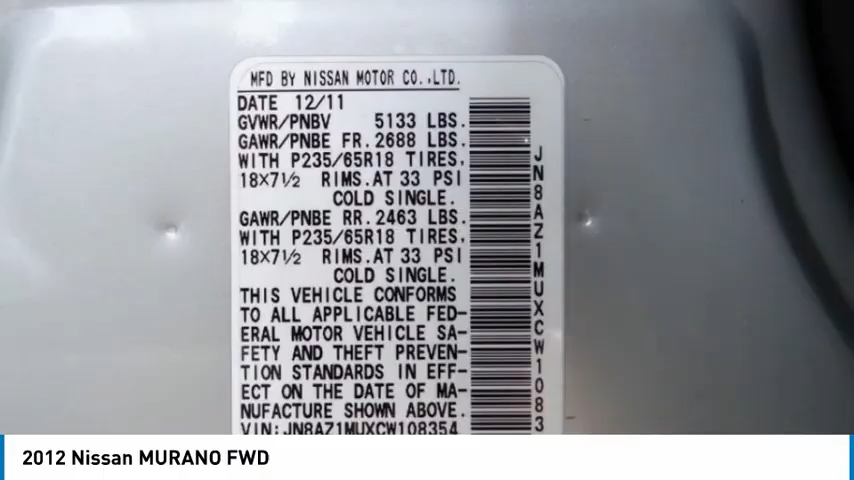 MFD BY NISSAN MOTOR CO.,LTD.
DATE 12/11
GVWR/PNBV 5133 LBS.
GAWR/PNBE FR. 2688 LBS.
WITH P235/65R18 TIRES,
18X7½ RIMS.AT 33 PSI
COLD SINGLE.
GAWR/PNBE RR. 2463 LBS.
WITH P235/65R18 TIRES,
18X7½ RIMS.AT 33 PSI
COLD SINGLE.
THIS VEHICLE CONFORMS
TO ALL APPLICABLE FED-
ERAL MOTOR VEHICLE SA-
FETY AND THEFT PREVEN-
TION STANDARDS IN EFF-
ECT ON THE DATE OF MA-
NUFACTURE SHOWN ABOVE.
VIN:JN8AZ1MUXCW108354
JN8AZ1MUXCW1083
2012 Nissan MURANO FWD